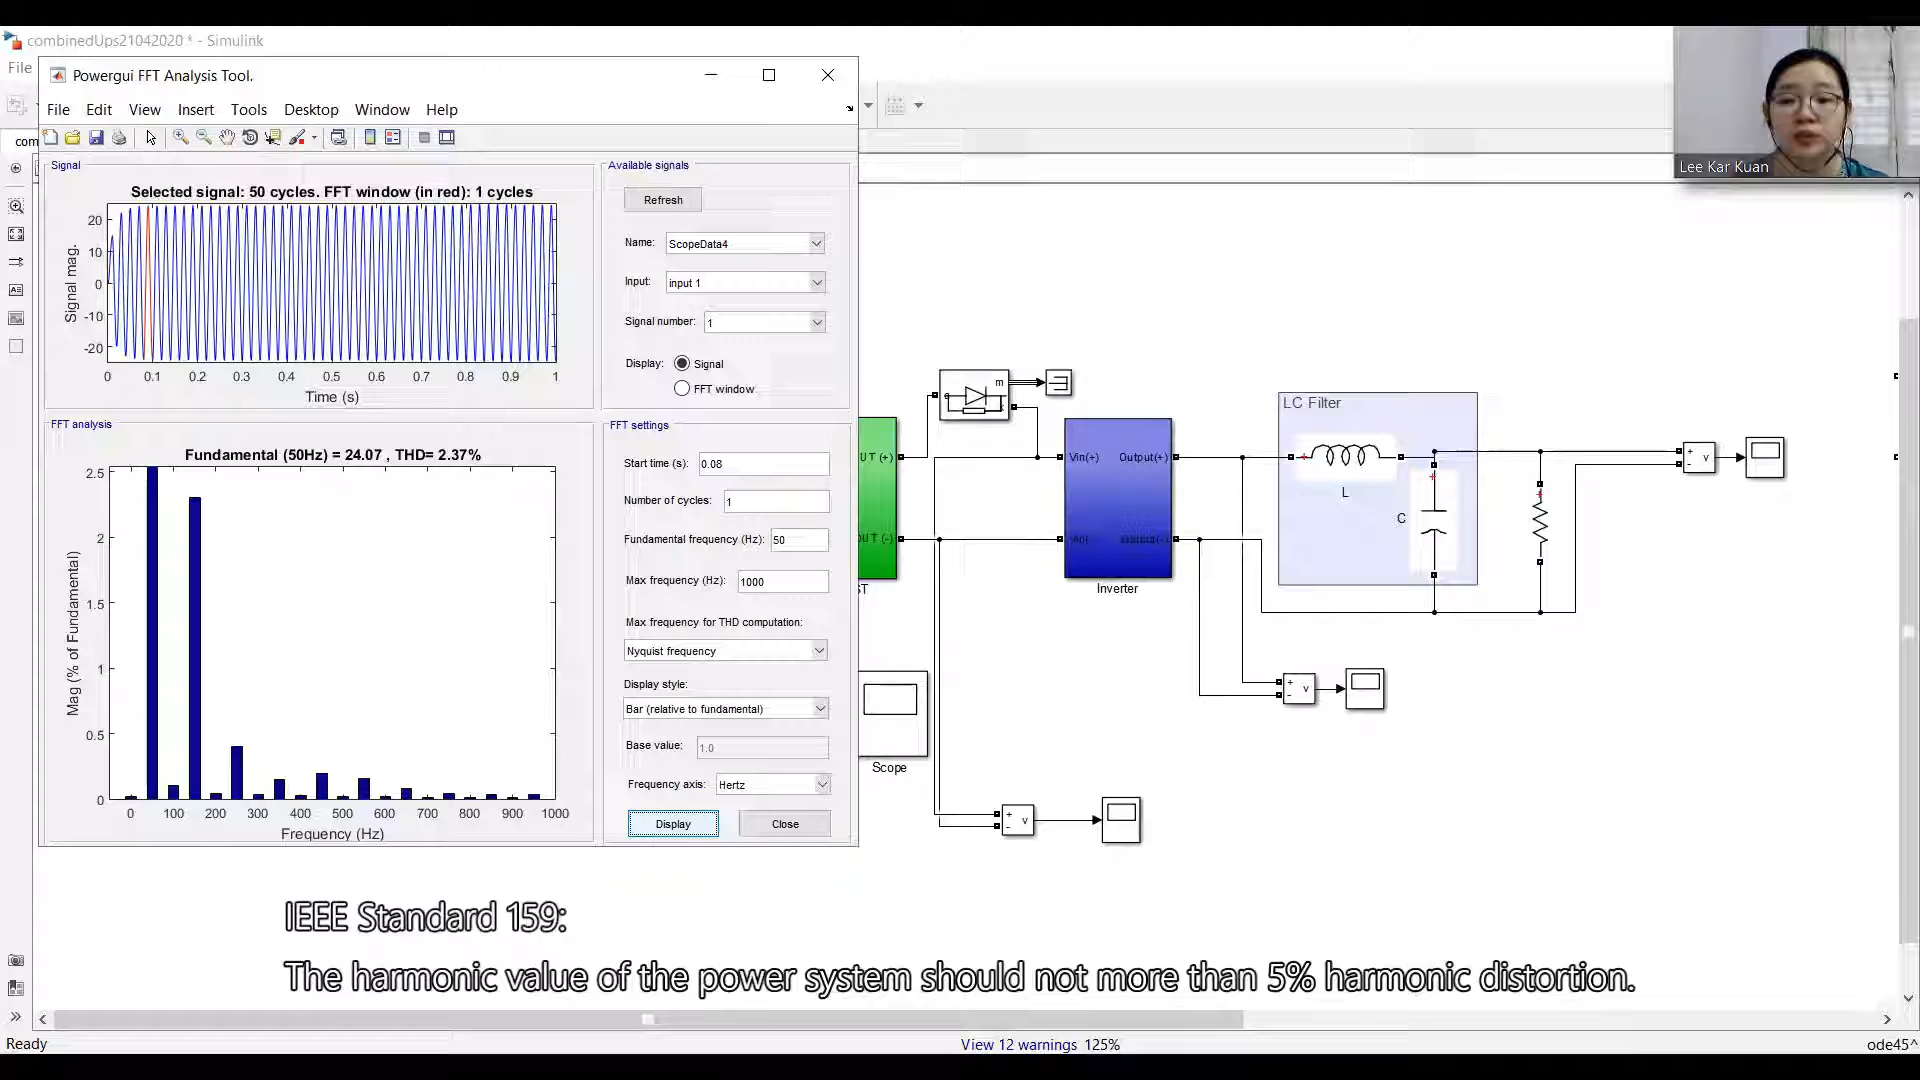 combinedUps21042020 * - Simulink
File
Powergui FFT Analysis Tool.
File Edit View Insert Tools Desktop Window Help
com
Signal
Selected signal: 50 cycles. FFT window (in red): 1 cycles
Signal mag.
20
10
0
-10
-20
0 0.1 0.2 0.3 0.4 0.5 0.6 0.7 0.8 0.9 1
Time (s)
Available signals
Refresh
Name: ScopeData4
Input: input 1
Signal number: 1
Display: Signal
FFT window
FFT analysis
Fundamental (50Hz) = 24.07 , THD= 2.37%
Mag (% of Fundamental)
2.5
2
1.5
1
0.5
0
0 100 200 300 400 500 600 700 800 900 1000
Frequency (Hz)
FFT settings
Start time (s): 0.08
Number of cycles: 1
Fundamental frequency (Hz): 50
Max frequency (Hz): 1000
Max frequency for THD computation:
Nyquist frequency
Display style:
Bar (relative to fundamental)
Base value: 1.0
Frequency axis: Hertz
Display Close
Lee Kar Kuan
m
UT (+)
OUT (-)
ST
Vin(+) Output(+)
Inverter
LC Filter
L
C
+ v -
+ v -
Scope
+ v -
IEEE Standard 159:
The harmonic value of the power system should not more than 5% harmonic distortion.
Ready
View 12 warnings 125%
ode45^